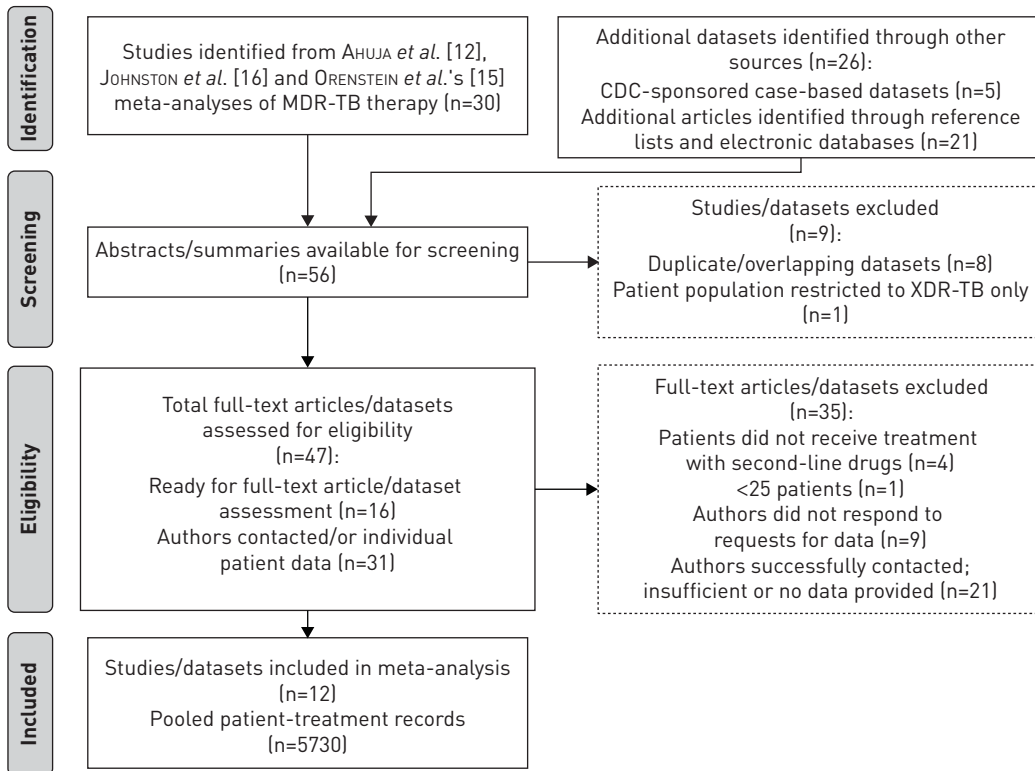 Identification
Studies identified from AHUJA et al. [12],
JOHNSTON et al. [16] and ORENSTEIN et al.'s [15]
meta-analyses of MDR-TB therapy (n=30)
Additional datasets identified through other
sources (n=26):
CDC-sponsored case-based datasets (n=5)
Additional articles identified through reference
lists and electronic databases (n=21)
Screening
Abstracts/summaries available for screening
(n=56)
Studies/datasets excluded
(n=9):
Duplicate/overlapping datasets (n=8)
Patient population restricted to XDR-TB only
(n=1)
Eligibility
Total full-text articles/datasets
assessed for eligibility
(n=47):
Ready for full-text article/dataset
assessment (n=16)
Authors contacted/or individual
patient data (n=31)
Full-text articles/datasets excluded
(n=35):
Patients did not receive treatment
with second-line drugs (n=4)
<25 patients (n=1)
Authors did not respond to
requests for data (n=9)
Authors successfully contacted;
insufficient or no data provided (n=21)
Included
Studies/datasets included in meta-analysis
(n=12)
Pooled patient-treatment records
n=5730)